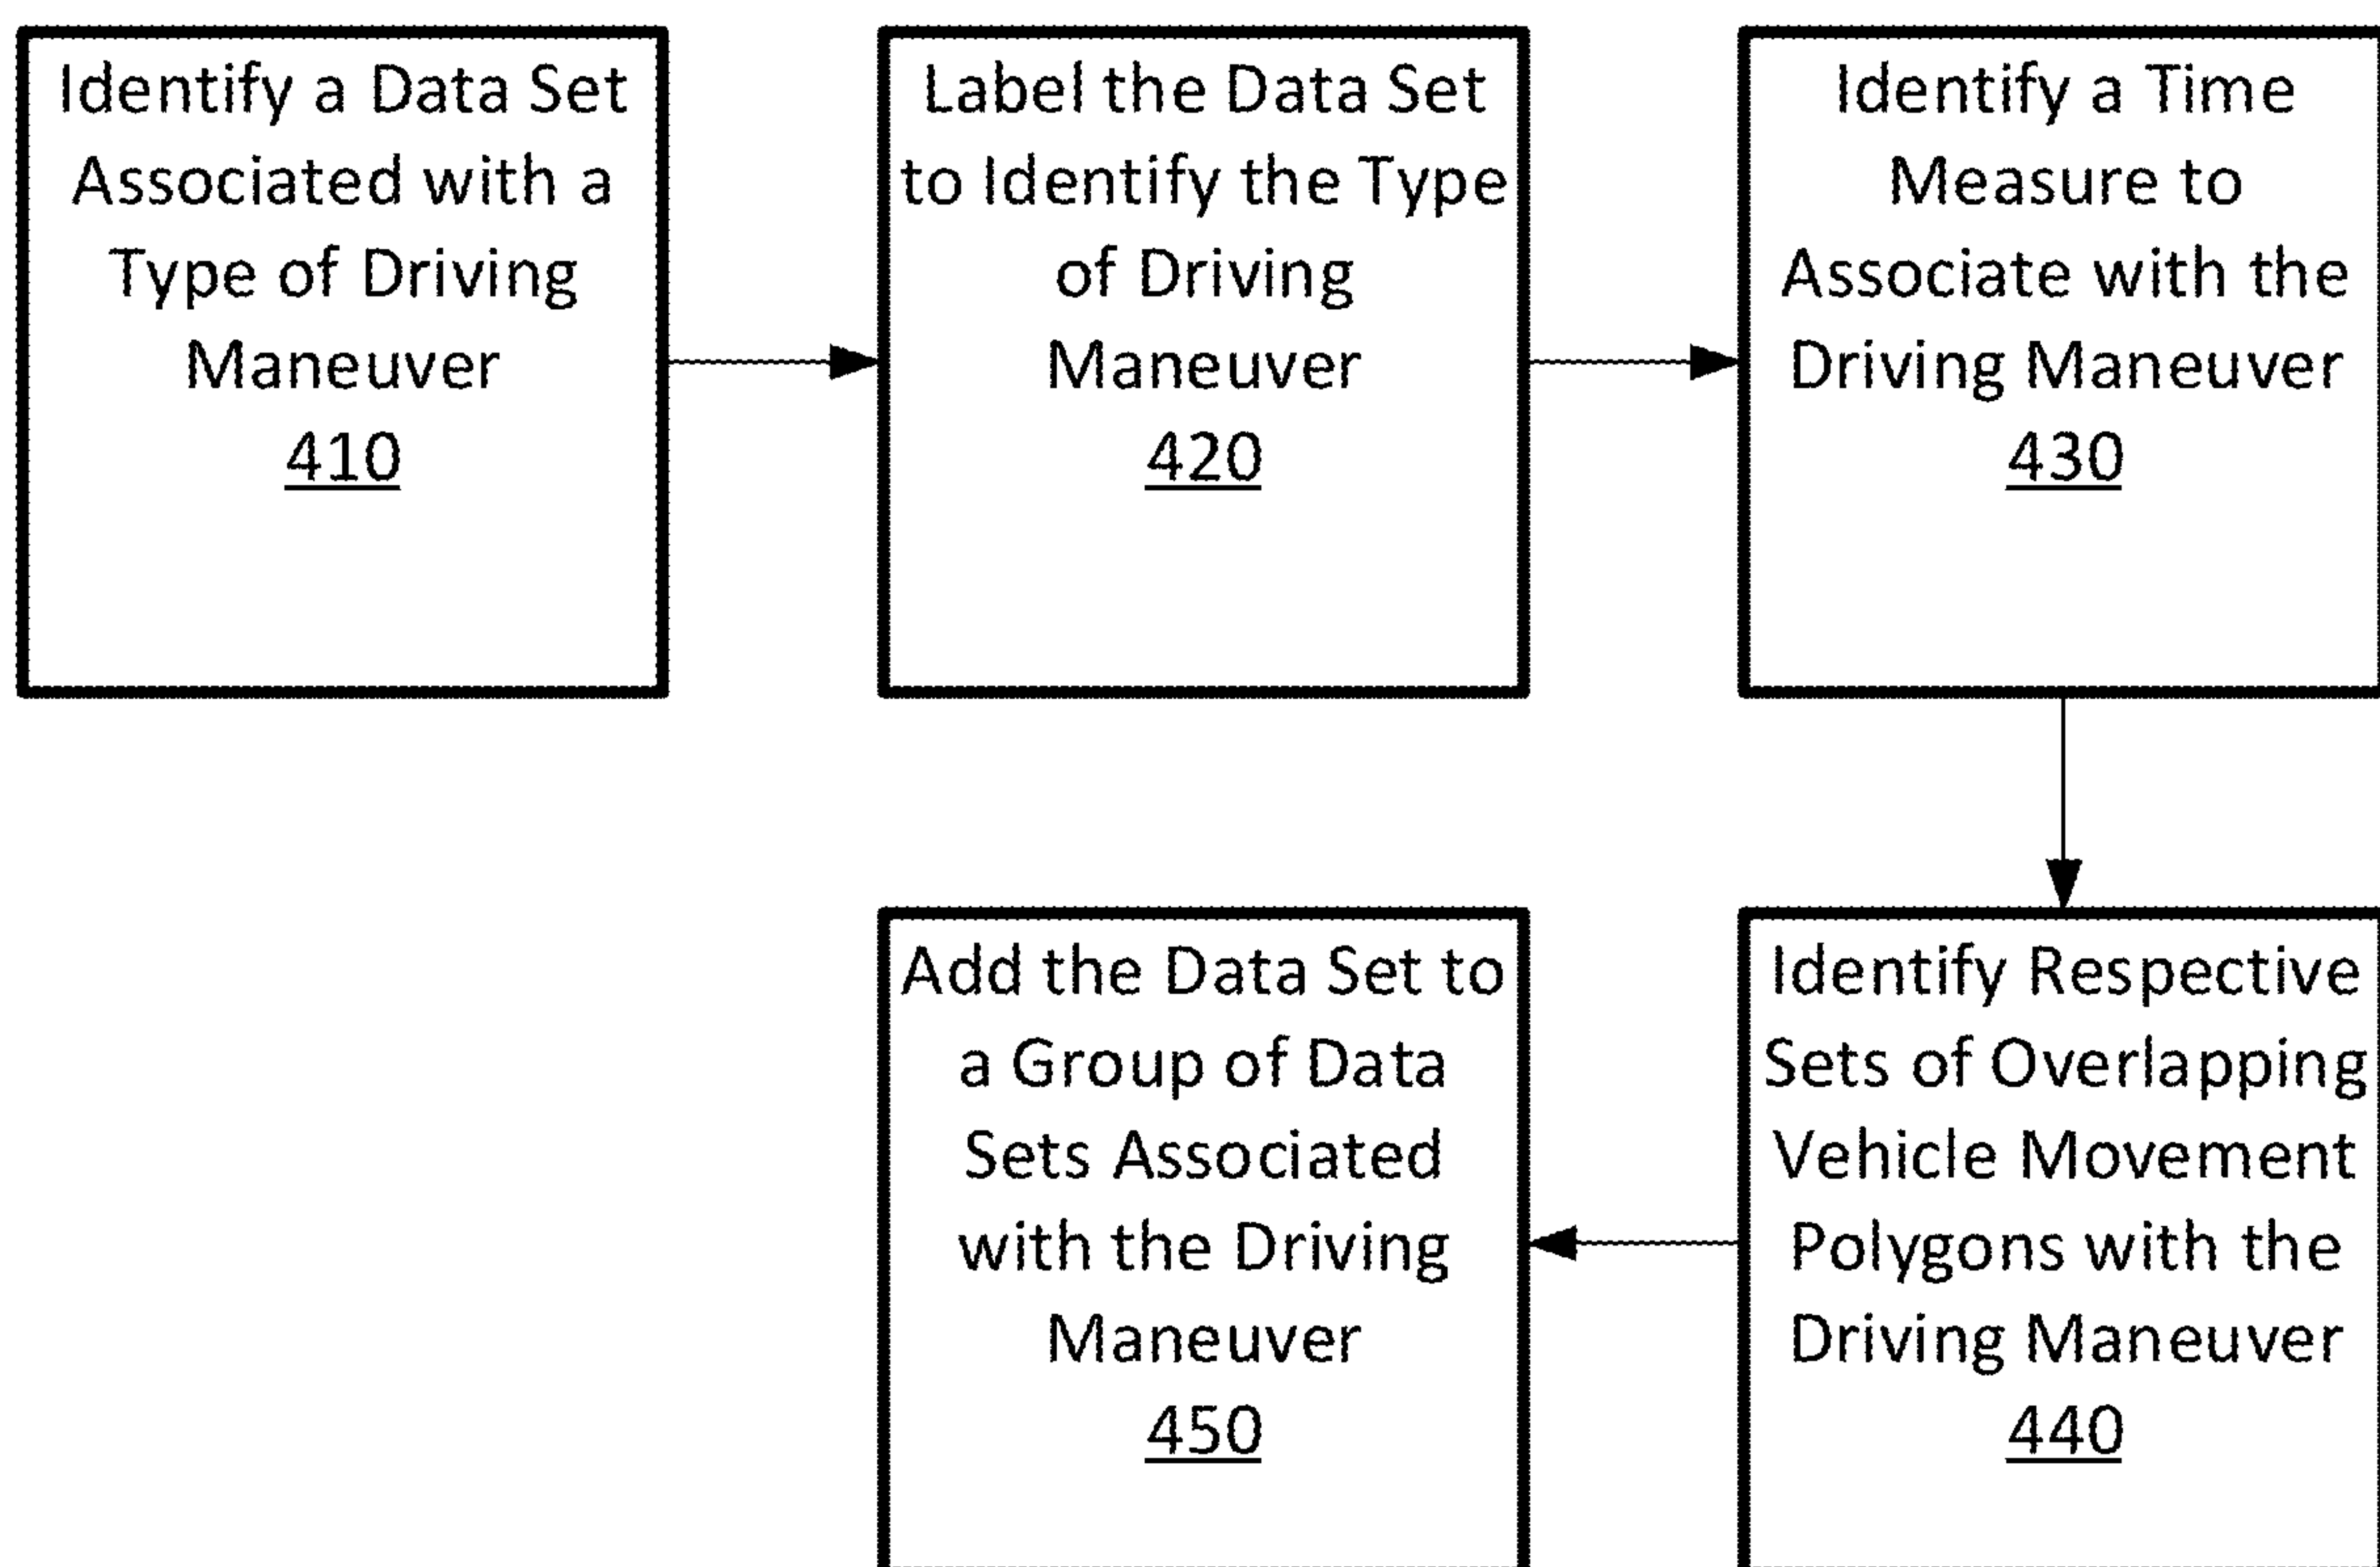 Identify a Data Set
Associated with a
Type of Driving
Maneuver
410
Label the Data Set
to Identify the Type
of Driving
Maneuver
420
Identify a Time
Measure to
Associate with the
Driving Maneuver
430
Identify Respective
Sets of Overlapping
Vehicle Movement
Polygons with the
Driving Maneuver
440
Add the Data Set to
a Group of Data
Sets Associated
with the Driving
Maneuver
450